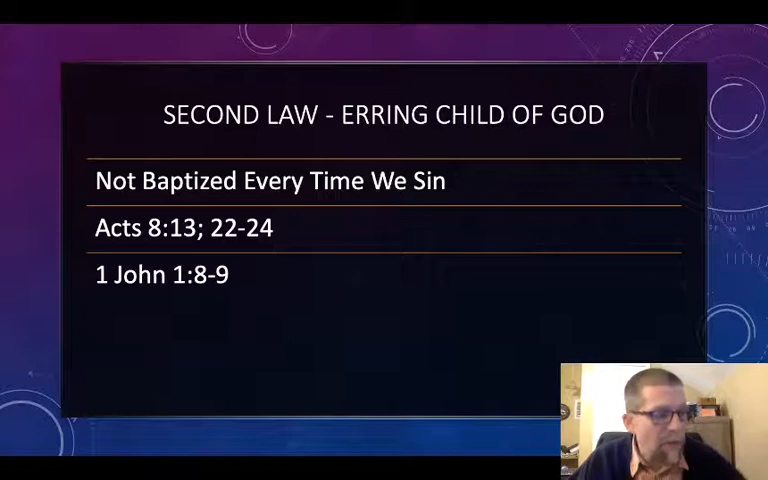 SECOND LAW - ERRING CHILD OF GOD
Not Baptized Every Time We Sin
Acts 8:13; 22-24
1 John 1:8-9